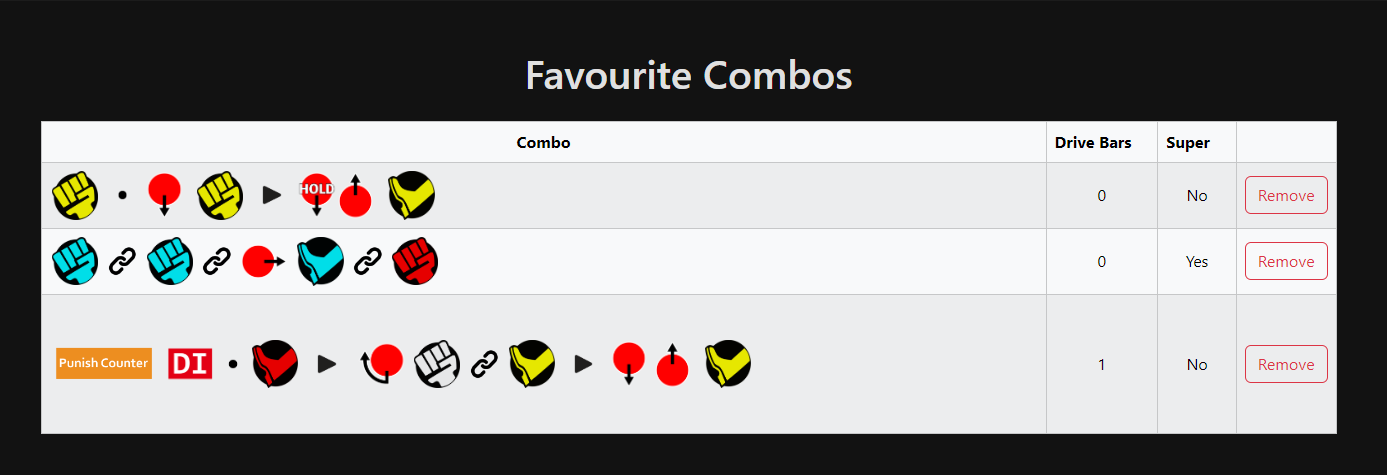 Favourite Combos
Combo Drive Bars Super
HOLD 0 No Remove
0 Yes Remove
Punish Counter DI 1 No Remove